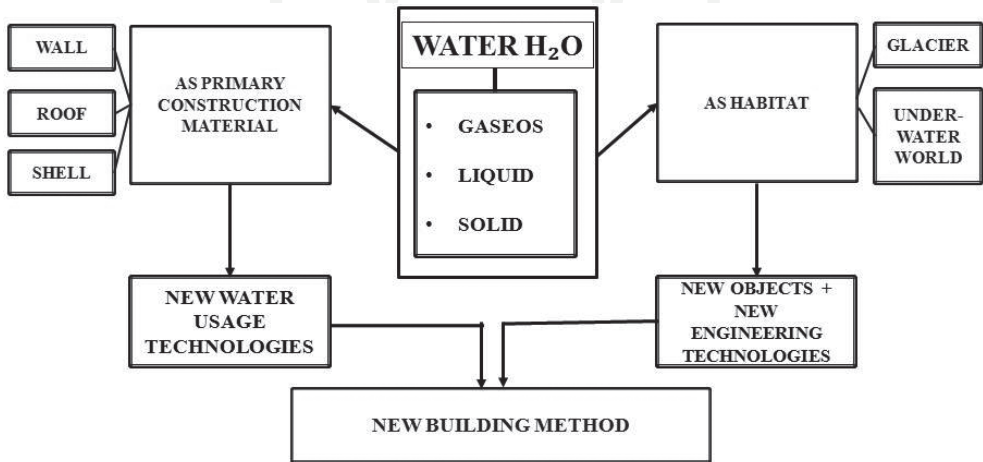 WATER H₂O
GASEOS
LIQUID
SOLID
WALL
ROOF
SHELL
AS PRIMARY
CONSTRUCTION
MATERIAL
AS HABITAT
GLACIER
UNDER-
WATER
WORLD
NEW WATER
USAGE
TECHNOLOGIES
NEW OBJECTS +
NEW
ENGINEERING
TECHNOLOGIES
NEW BUILDING METHOD